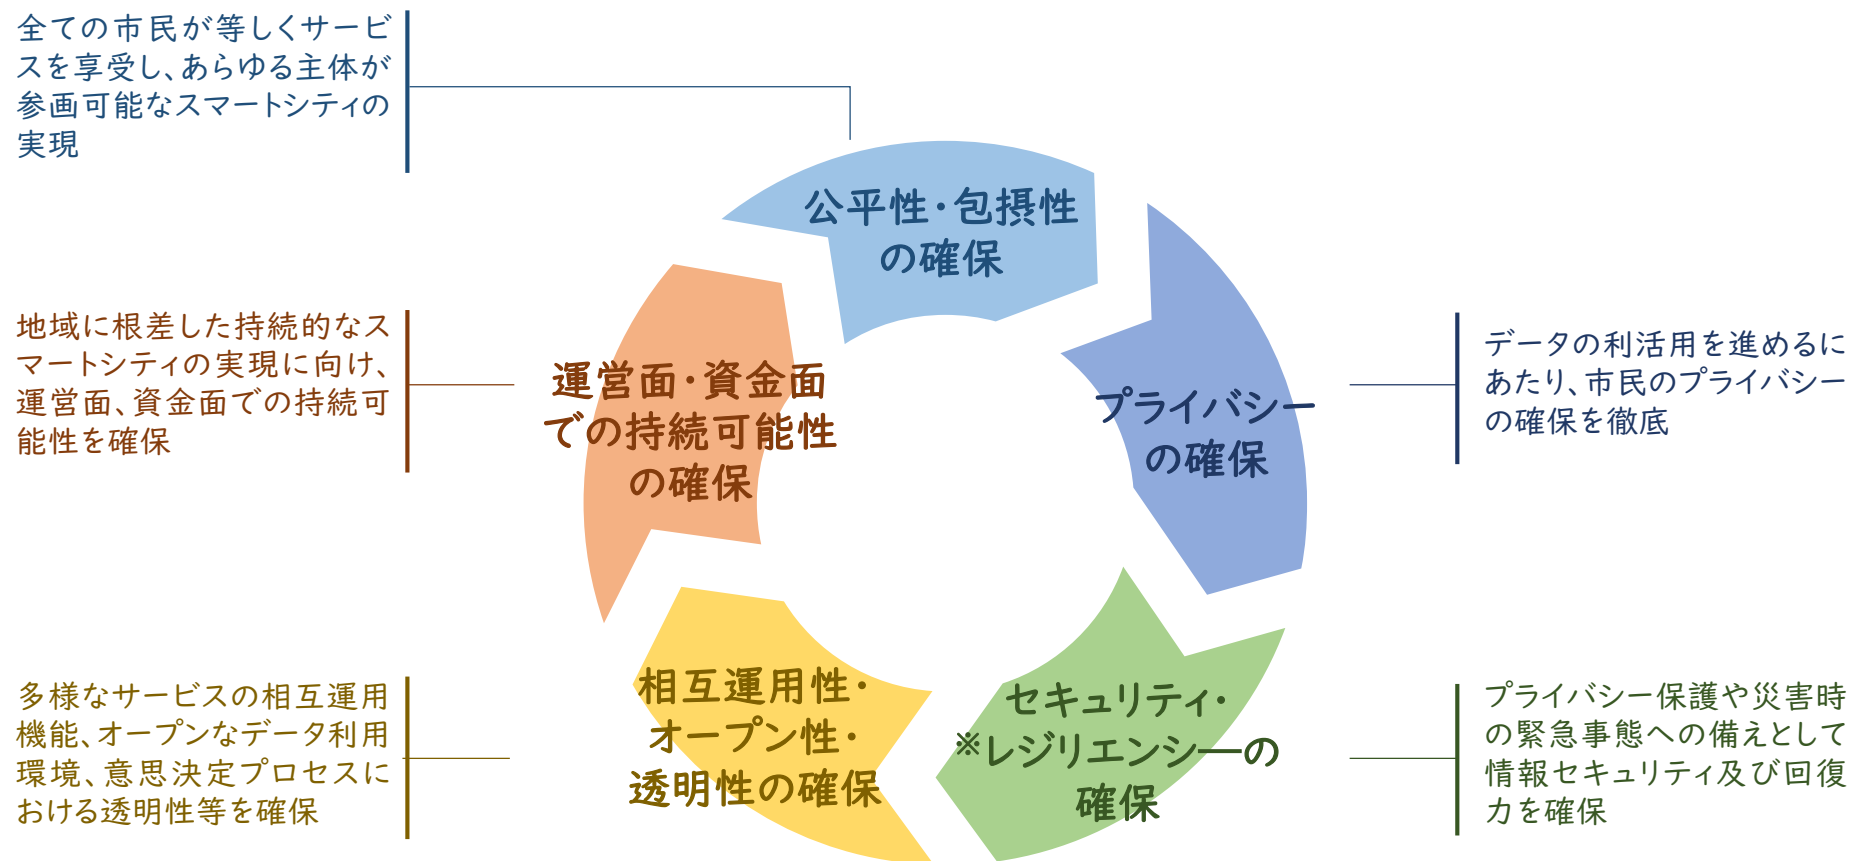 全ての市民が等しくサービ
スを享受し、あらゆる主体が
参画可能なスマートシティの
実現
公平性・包摂性
の確保
地域に根差した持続的なス
マートシティの実現に向け、
運営面、資金面での持続可
能性を確保
運営面・資金面
での持続可能性
の確保
プライバシー
の確保
データの利活用を進めるに
あたり、市民のプライバシー
の確保を徹底
多様なサービスの相互運用
機能、オープンなデータ利用
環境、意思決定プロセスに
おける透明性等を確保
相互運用性・
オープン性・
透明性の確保
セキュリティ・
※レジリエンシーの
確保
プライバシー保護や災害時
の緊急事態への備えとして
情報セキュリティ及び回復
力を確保